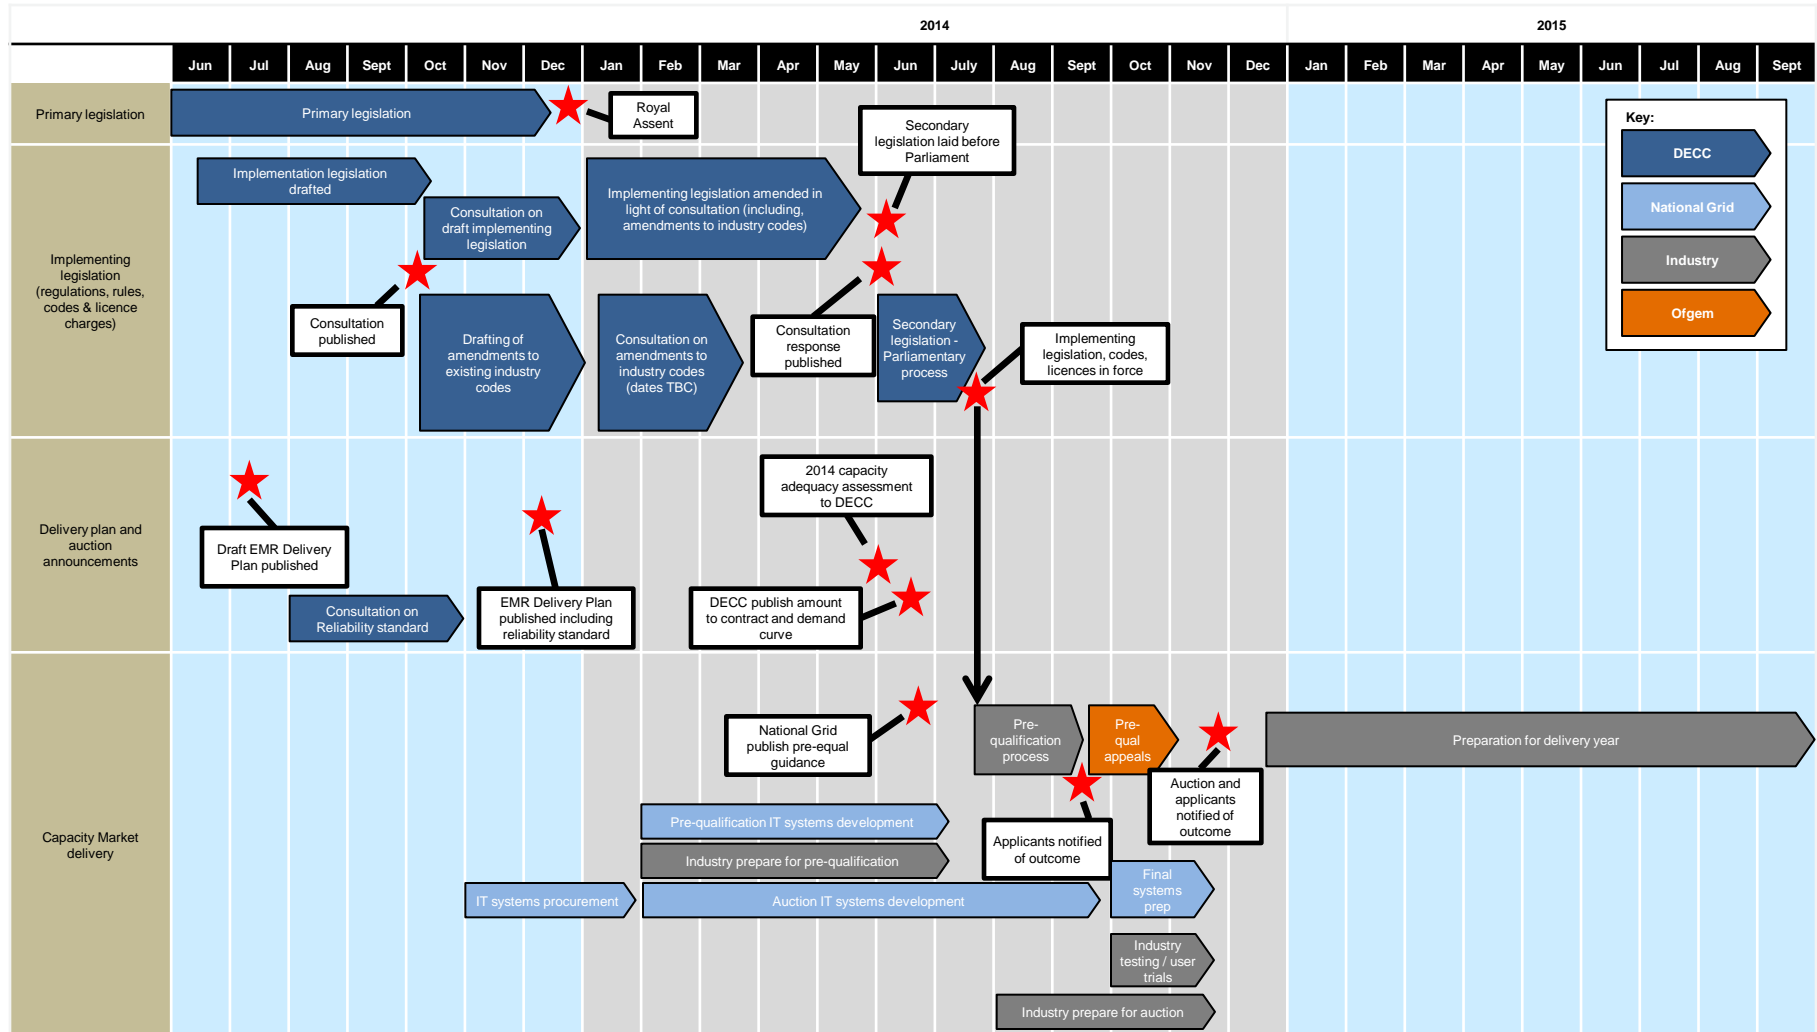 2014
2015
Jun Jul Aug Sept Oct Nov Dec Jan Feb Mar Apr May Jun July Aug Sept Oct Nov Dec Jan Feb Mar Apr May Jun Jul Aug Sept
Primary legislation
Primary legislation
Royal
Assent
Secondary
legislation laid before
Parliament
Key:
DECC
National Grid
Industry
Ofgem
Implementing
legislation
(regulations, rules,
codes & licence
charges)
Implementation legislation
drafted
Consultation on
draft implementing
legislation
Implementing legislation amended in
light of consultation (including,
amendments to industry codes)
Consultation
published
Drafting of
amendments to
existing industry
codes
Consultation on
amendments to
industry codes
(dates TBC)
Consultation
response
published
Secondary
legislation -
Parliamentary
process
Implementing
legislation, codes,
licences in force
Delivery plan and
auction
announcements
Draft EMR Delivery
Plan published
Consultation on
Reliability standard
EMR Delivery Plan
published including
reliability standard
2014 capacity
adequacy assessment
to DECC
DECC publish amount
to contract and demand
curve
Capacity Market
delivery
National Grid
publish pre-equal
guidance
Pre-
qualification
process
Pre-
qual
appeals
Auction and
applicants
notified of
outcome
Preparation for delivery year
Pre-qualification IT systems development
Applicants notified
of outcome
Industry prepare for pre-qualification
IT systems procurement
Auction IT systems development
Final
systems
prep
Industry
testing / user
trials
Industry prepare for auction